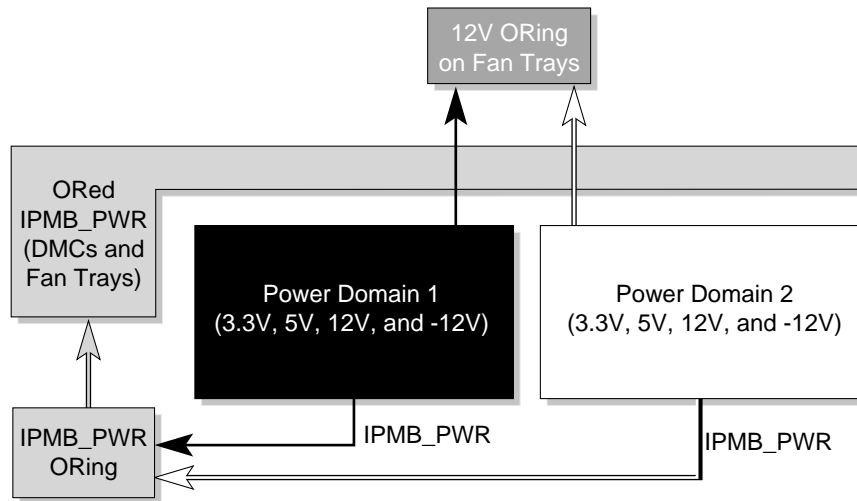 12V ORing
on Fan Trays
ORed
IPMB_PWR
(DMCs and
Fan Trays)
Power Domain 1
(3.3V, 5V, 12V, and -12V)
Power Domain 2
(3.3V, 5V, 12V, and -12V)
IPMB_PWR
ORing
IPMB_PWR
IPMB_PWR